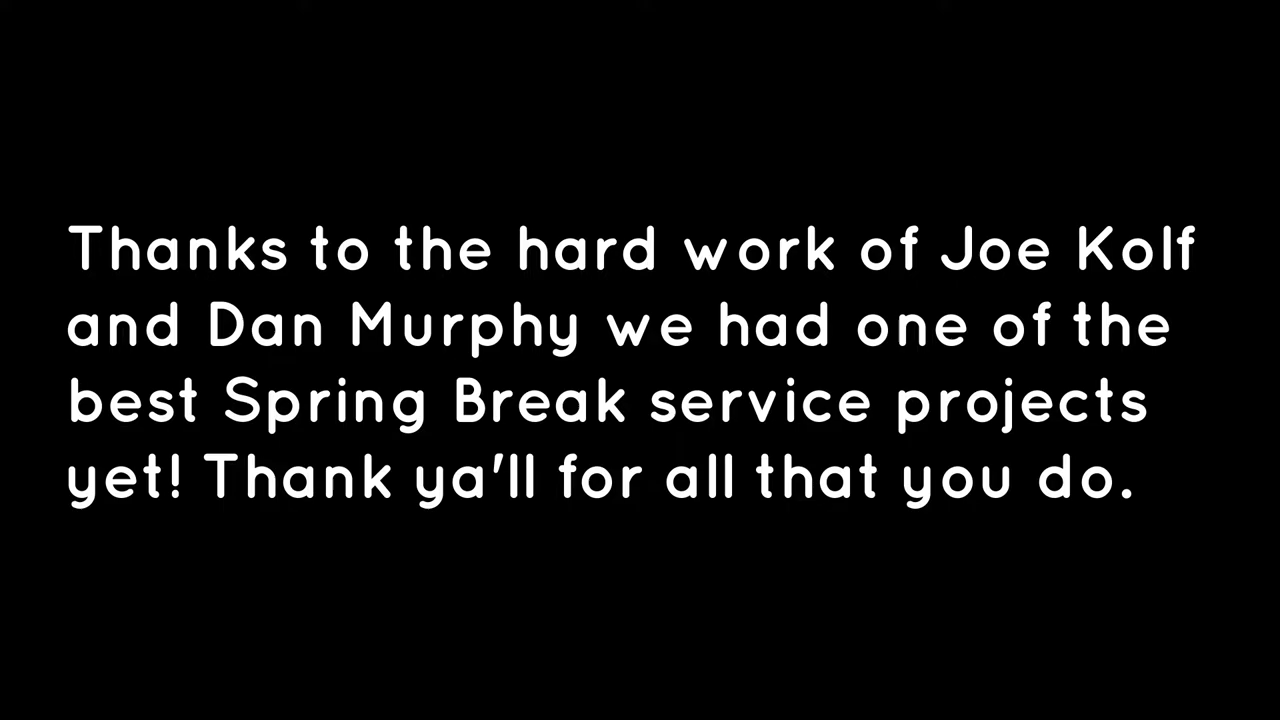 Thanks to the hard work of Joe Kolf
and Dan Murphy we had one of the
best Spring Break service projects
yet! Thank ya'll for all that you do.